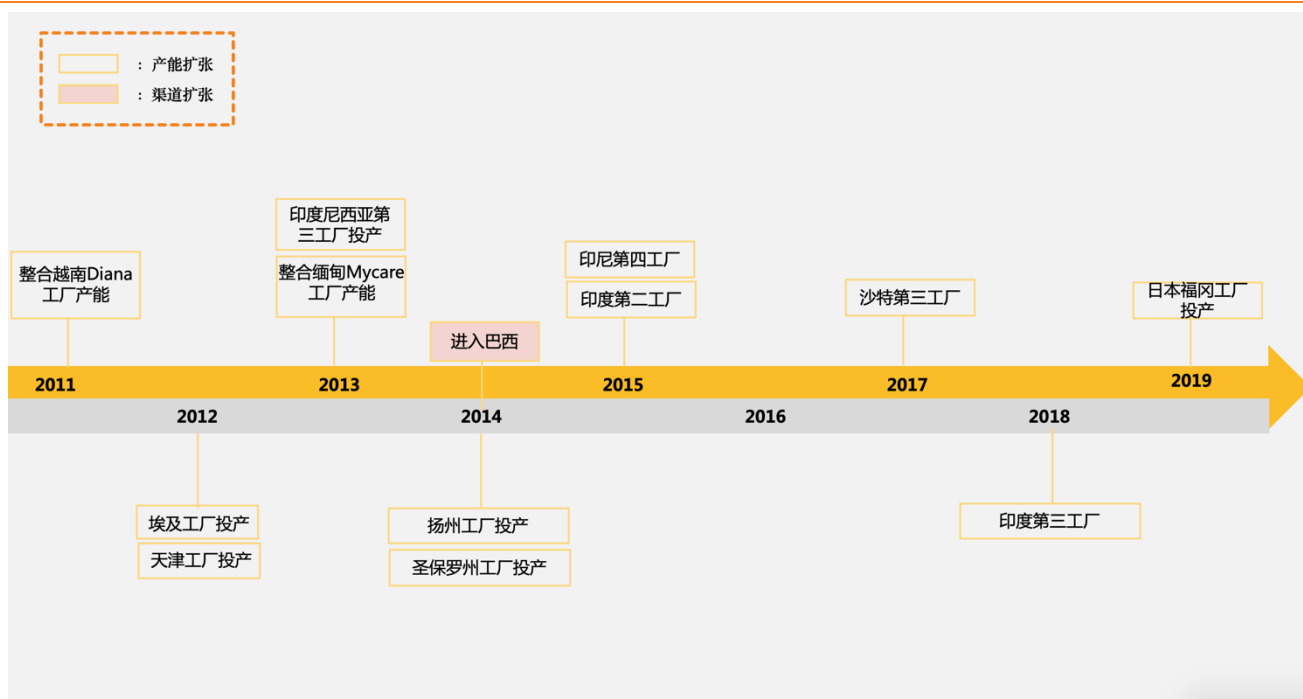 : 产能扩张
: 渠道扩张
整合越南Diana
工厂产能
印度尼西亚第
三工厂投产
整合缅甸Mycare
工厂产能
进入巴西
印尼第四工厂
印度第二工厂
沙特第三工厂
日本福冈工厂
投产
2011
2013
2015
2017
2019
2012
2014
2016
2018
埃及工厂投产
天津工厂投产
扬州工厂投产
圣保罗州工厂投产
印度第三工厂